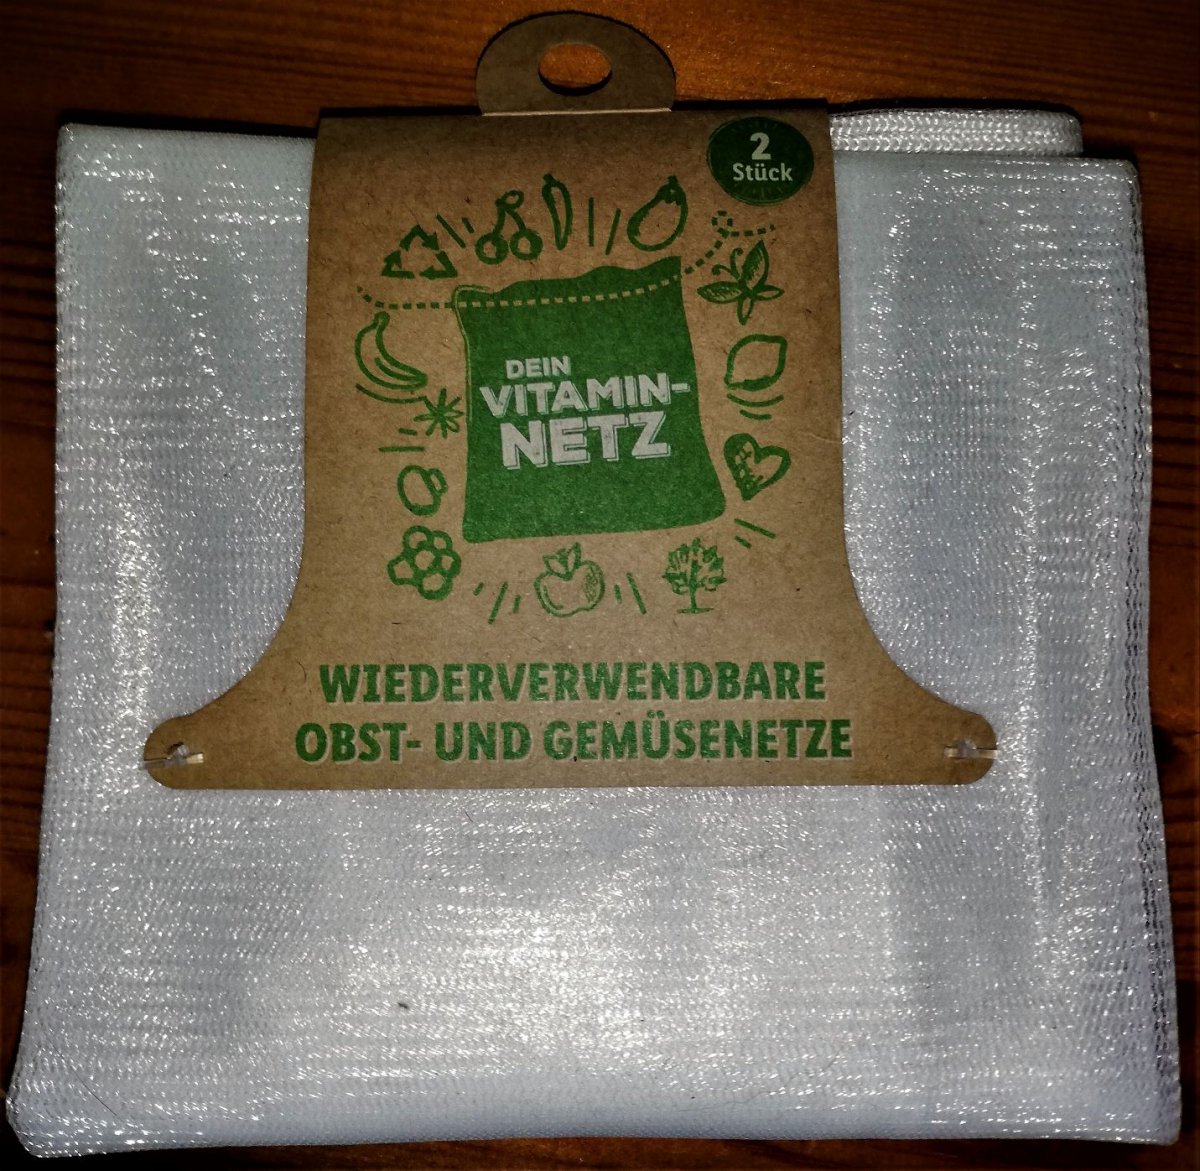 2
Stück
DEIN
VITAMIN-
NETZ
WIEDERVERWENDBARE
OBST- UND GEMÜSENETZE